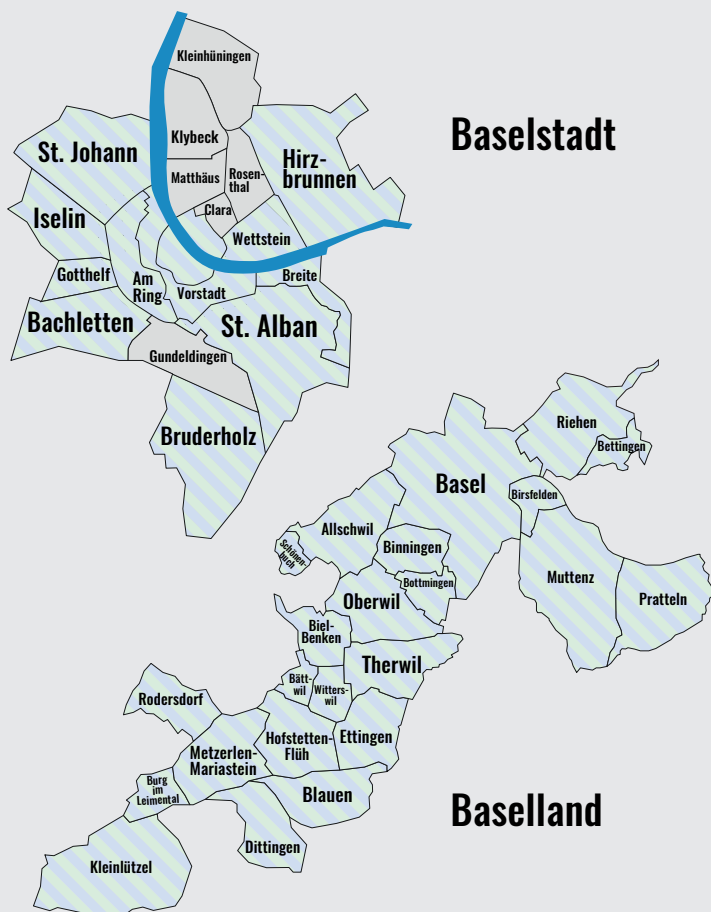 Kleinhüningen
Baselstadt
Klybeck
St. Johann
Hirz-
brunnen
Matthäus
Rosen-
thal
Clara
Iselin
Wettstein
Gotthelf
Am
Ring
Vorstadt
Breite
Bachletten
St. Alban
Gundeldingen
Bruderholz
Riehen
Bettingen
Basel
Birsfelden
Allschwil
Binningen
Schönen-
buch
Bottmingen
Muttenz
Pratteln
Oberwil
Biel-
Benken
Therwil
Bätt-
wil
Witters-
wil
Rodersdorf
Hofstetten-
Flüh
Ettingen
Metzerlen-
Mariastein
Burg
im
Leimental
Blauen
Baselland
Dittingen
Kleinlützel